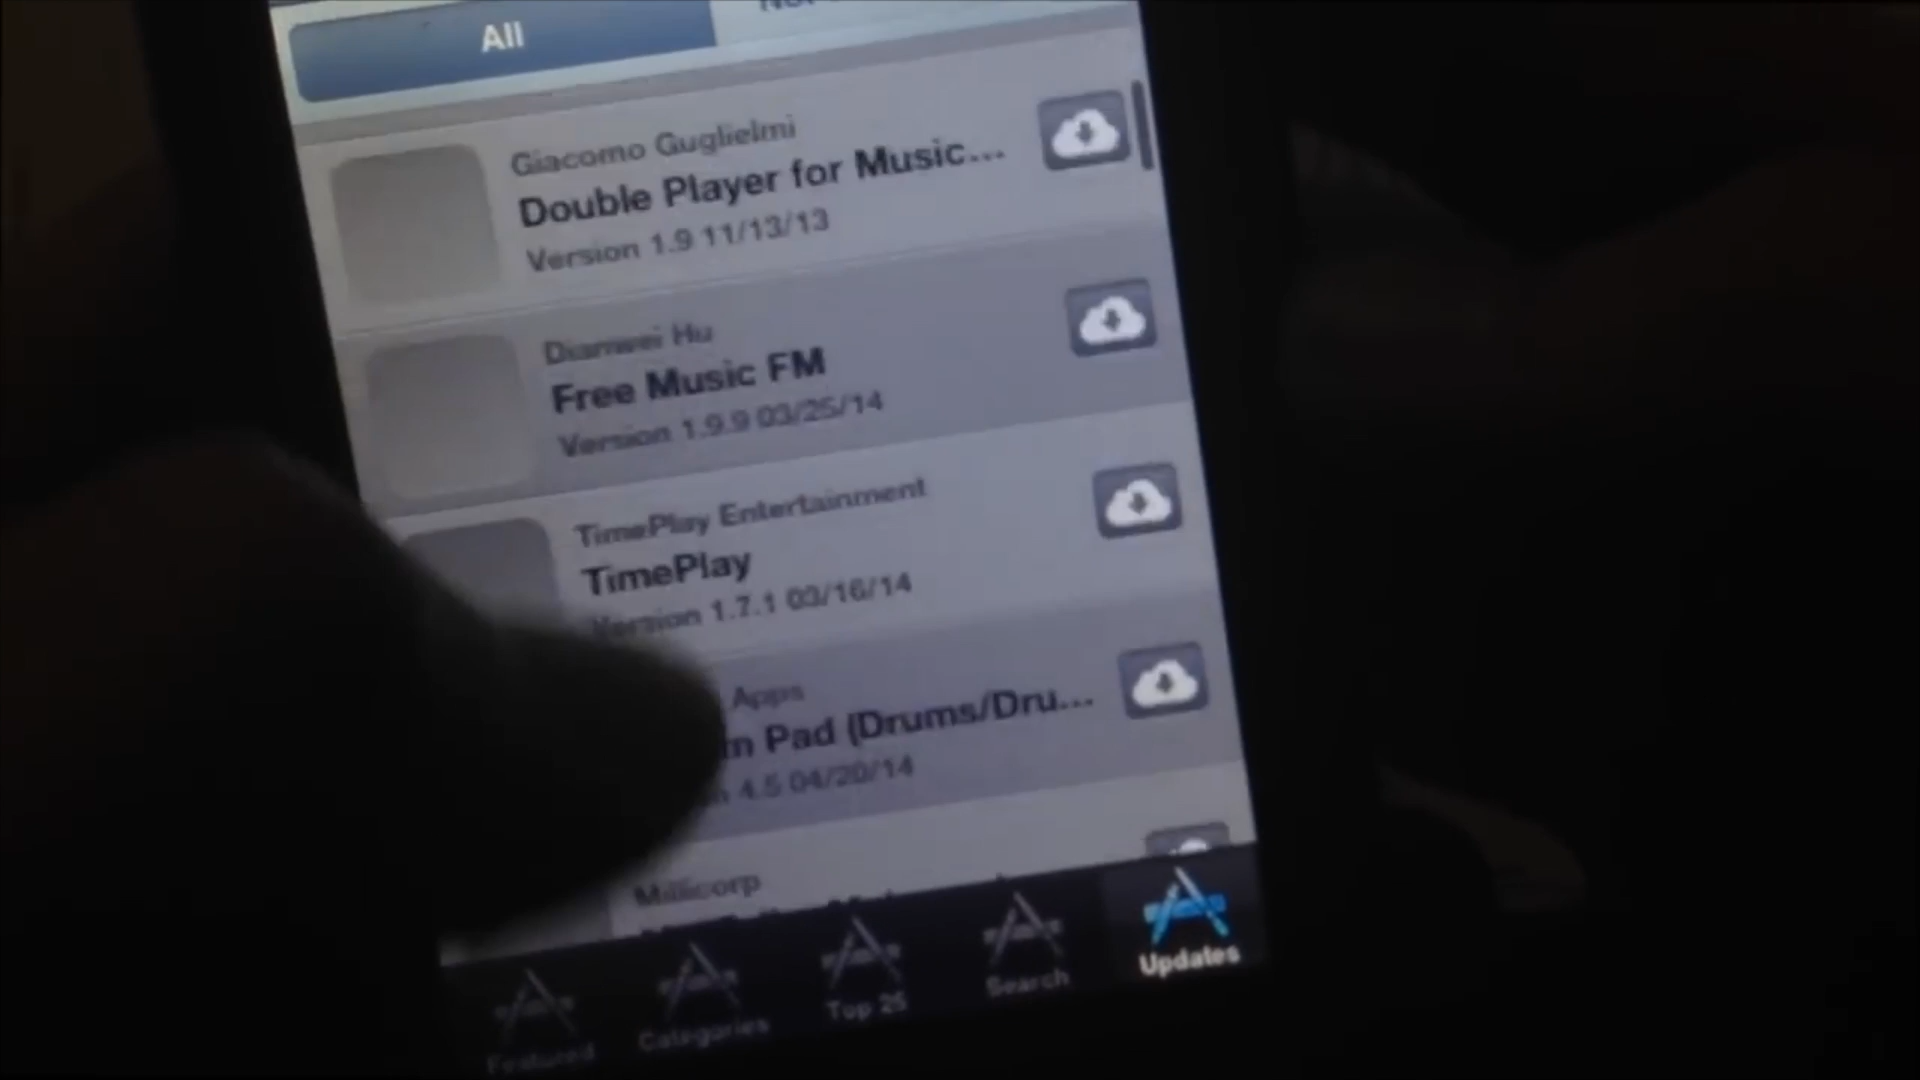 All
Giacomo Guglielmi
Double Player for Music...
Version 1.9 11/13/13
Dianwei Hu
Free Music FM
Version 1.9.9 03/25/14
TimePlay Entertainment
TimePlay
Version 1.7.1 03/16/14
Apps
m Pad (Drums/Dru...
4.5 04/20/14
Millicorp
Featured
Categories
Top 25
Search
Updates